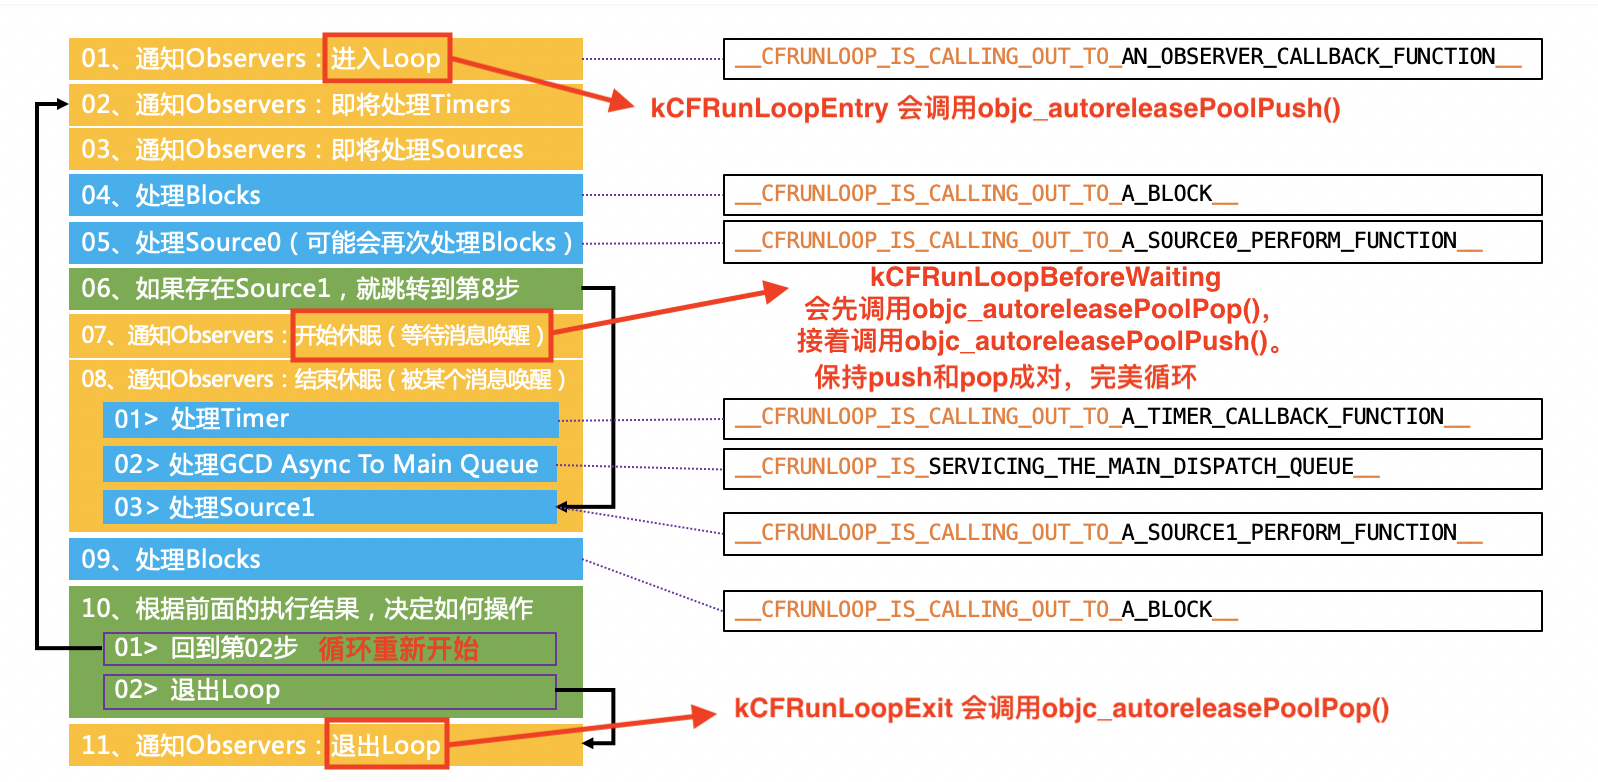 01、通知Observers：进入Loop
__CFRUNLOOP_IS_CALLING_OUT_TO_AN_OBSERVER_CALLBACK_FUNCTION__
02、通知Observers：即将处理Timers
kCFRunLoopEntry 会调用objc_autoreleasePoolPush()
03、通知Observers：即将处理Sources
04、处理Blocks
__CFRUNLOOP_IS_CALLING_OUT_TO_A_BLOCK__
05、处理Source0（可能会再次处理Blocks）
__CFRUNLOOP_IS_CALLING_OUT_TO_A_SOURCE0_PERFORM_FUNCTION__
06、如果存在Source1，就跳转到第8步
kCFRunLoopBeforeWaiting
会先调用objc_autoreleasePoolPop(),
接着调用objc_autoreleasePoolPush()。
保持push和pop成对，完美循环
07、通知Observers：开始休眠（等待消息唤醒）
08、通知Observers：结束休眠（被某个消息唤醒）
01> 处理Timer
__CFRUNLOOP_IS_CALLING_OUT_TO_A_TIMER_CALLBACK_FUNCTION__
02> 处理GCD Async To Main Queue
__CFRUNLOOP_IS_SERVICING_THE_MAIN_DISPATCH_QUEUE__
03> 处理Source1
__CFRUNLOOP_IS_CALLING_OUT_TO_A_SOURCE1_PERFORM_FUNCTION__
09、处理Blocks
__CFRUNLOOP_IS_CALLING_OUT_TO_A_BLOCK__
10、根据前面的执行结果，决定如何操作
01> 回到第02步 循环重新开始
02> 退出Loop
kCFRunLoopExit 会调用objc_autoreleasePoolPop()
11、通知Observers：退出Loop